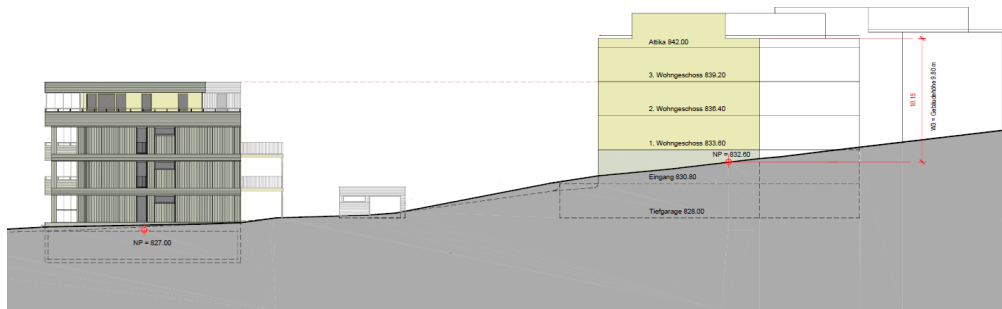 Attika 842.00
3. Wohngeschoss 839.20
2. Wohngeschoss 836.40
1. Wohngeschoss 833.60
NP = 832.60
Eingang 830.80
Tiefgarage 828.00
10.15
W3 = Gebäudehöhe 9.80 m
NP = 827.00